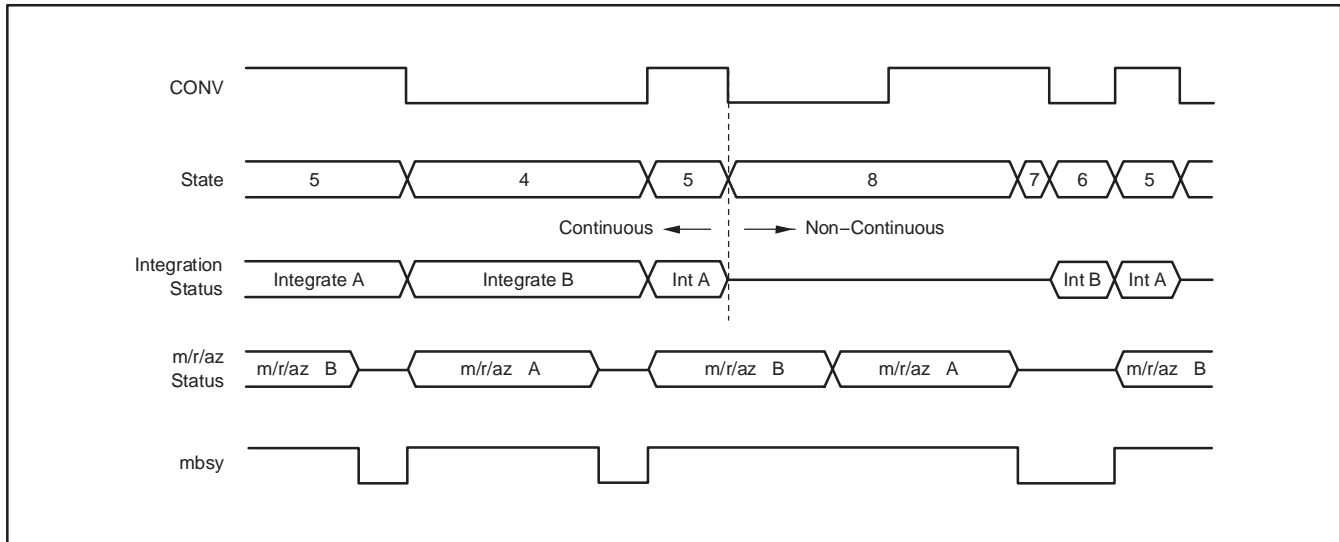 CONV
State
5
4
5
8
7
6
5
Continuous
Non−Continuous
Integration
Status
Integrate A
Integrate B
Int A
Int B
Int A
m/r/az
Status
m/r/az B
m/r/az A
m/r/az B
m/r/az A
m/r/az B
mbsy